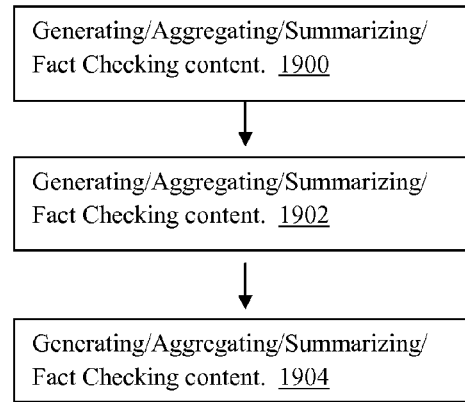 Generating/Aggregating/Summarizing/
Fact Checking content. 1900
Generating/Aggregating/Summarizing/
Fact Checking content. 1902
Generating/Aggregating/Summarizing/
Fact Checking content. 1904